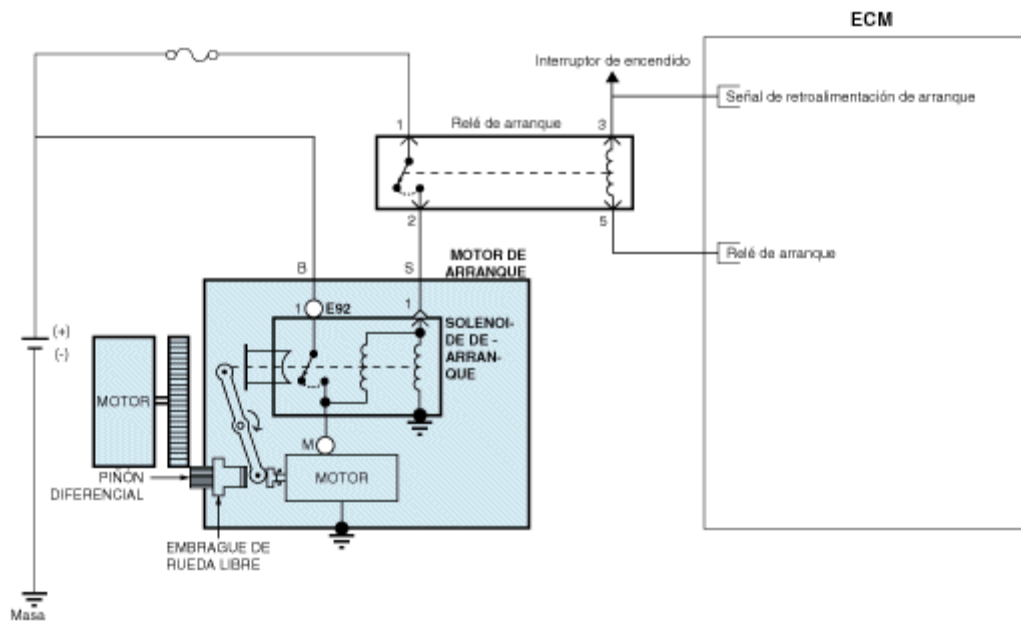 ECM
Interruptor de encendido
Señal de retroalimentación de arranque
1
Relé de arranque
3
2
5
MOTOR DE
ARRANQUE
Relé de arranque
B
S
1
E92
1
SOLENOI-
DE DE -
ARRAN-
QUE
(+)
(-)
MOTOR
M
MOTOR
PIÑÓN
DIFERENCIAL
EMBRAGUE DE
RUEDA LIBRE
Masa